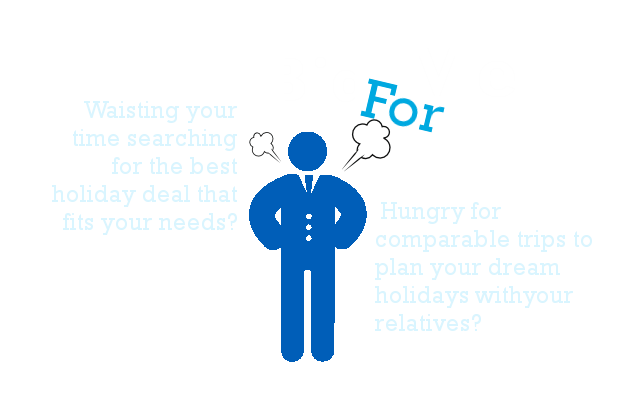 For
Waisting your
time searching
for the best
holiday deal that
fits your needs?
Hungry for
comparable trips to
plan your dream
holidays withyour
relatives?